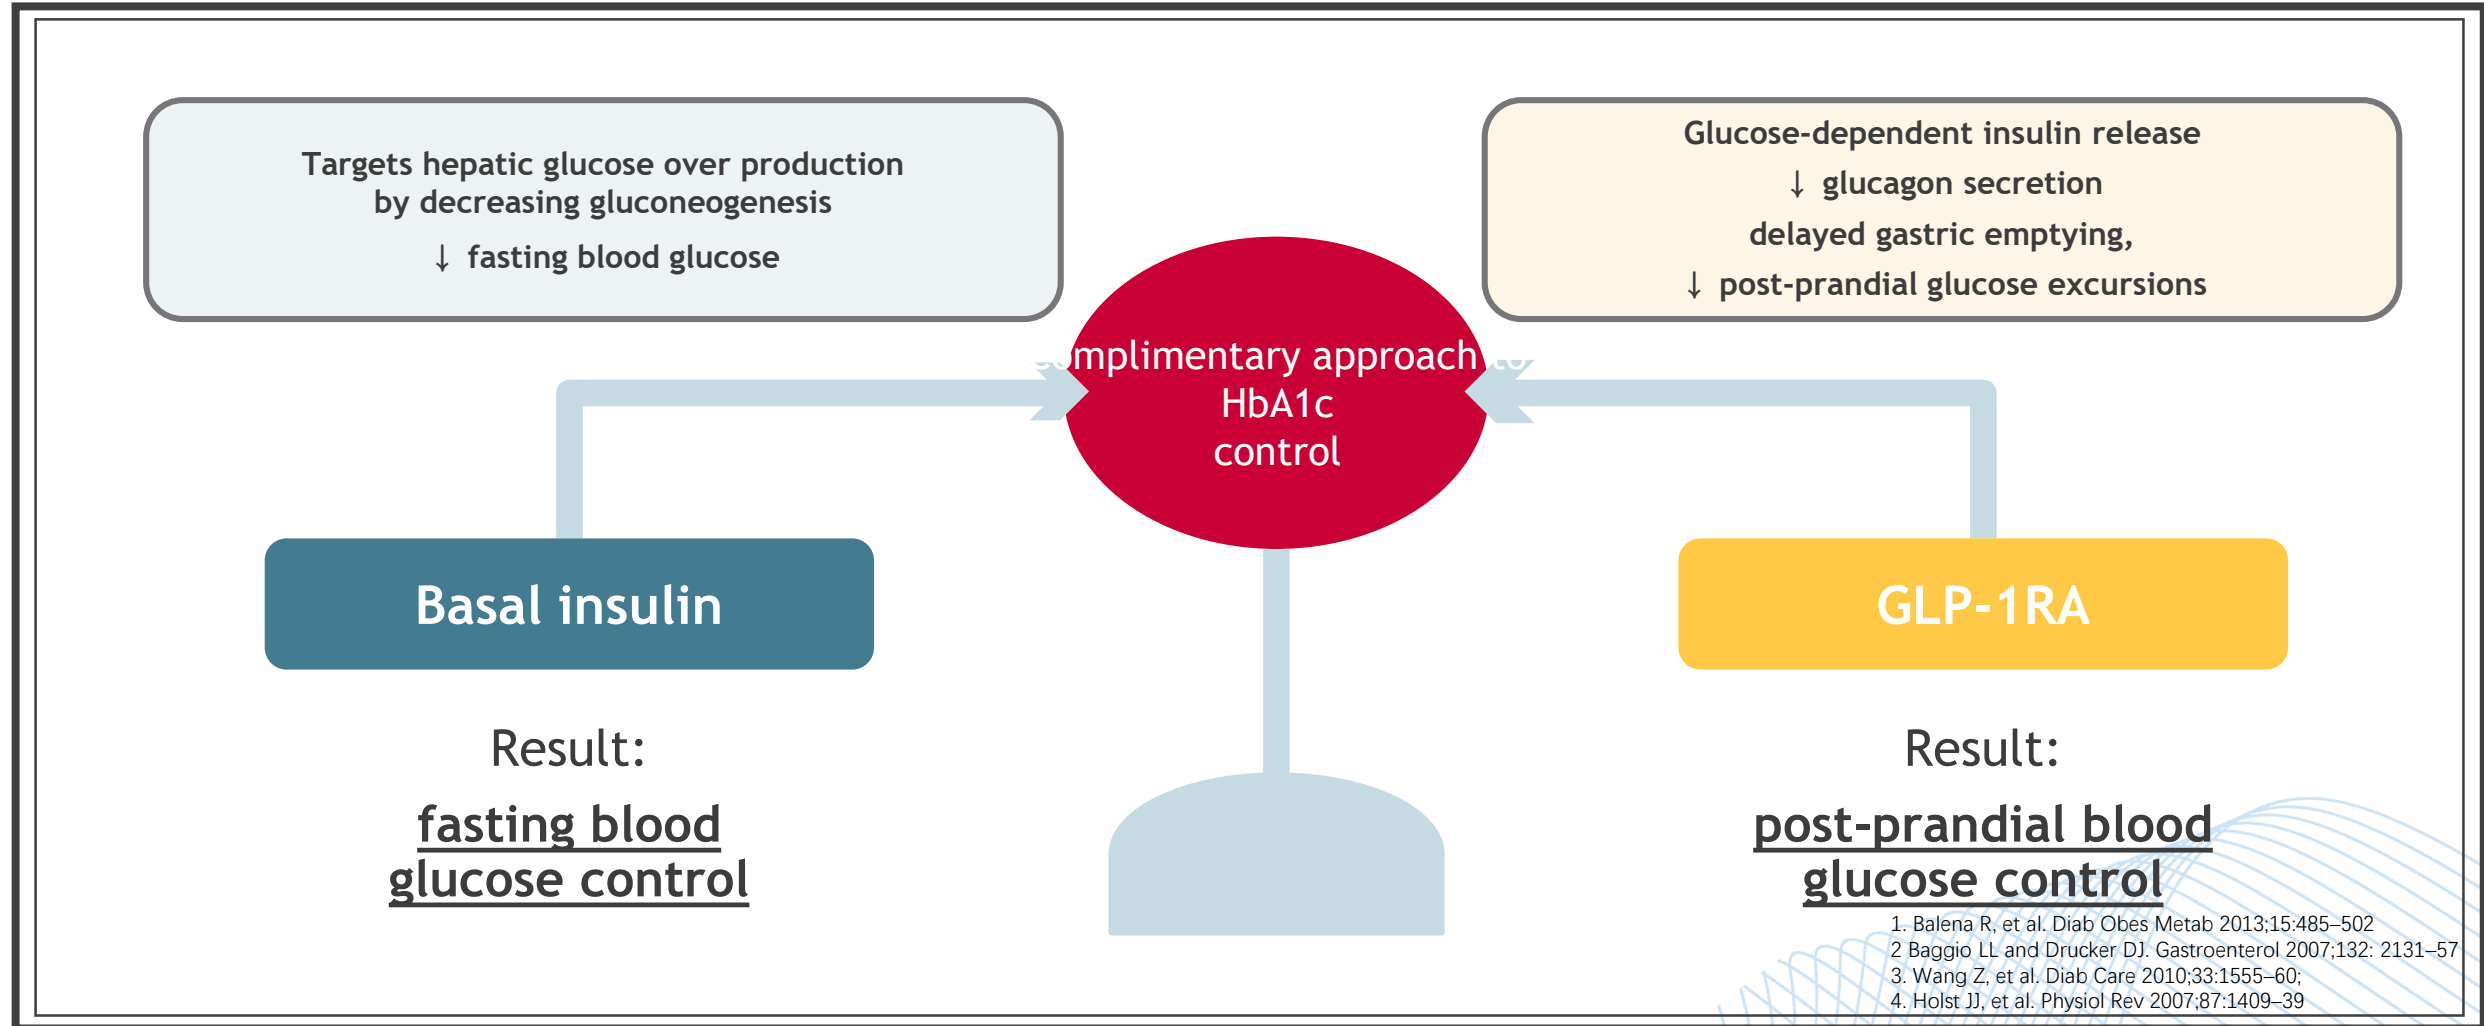 Targets hepatic glucose over production
by decreasing gluconeogenesis
↓ fasting blood glucose
Glucose-dependent insulin release
↓ glucagon secretion
delayed gastric emptying,
↓ post-prandial glucose excursions
complimentary approach to
HbA1c
control
Basal insulin
GLP-1RA
Result:
fasting blood
glucose control
Result:
post-prandial blood
glucose control
1. Balena R, et al. Diab Obes Metab 2013;15:485–502
2 Baggio LL and Drucker DJ. Gastroenterol 2007;132: 2131–57
3. Wang Z, et al. Diab Care 2010;33:1555–60;
4. Holst JJ, et al. Physiol Rev 2007;87:1409–39